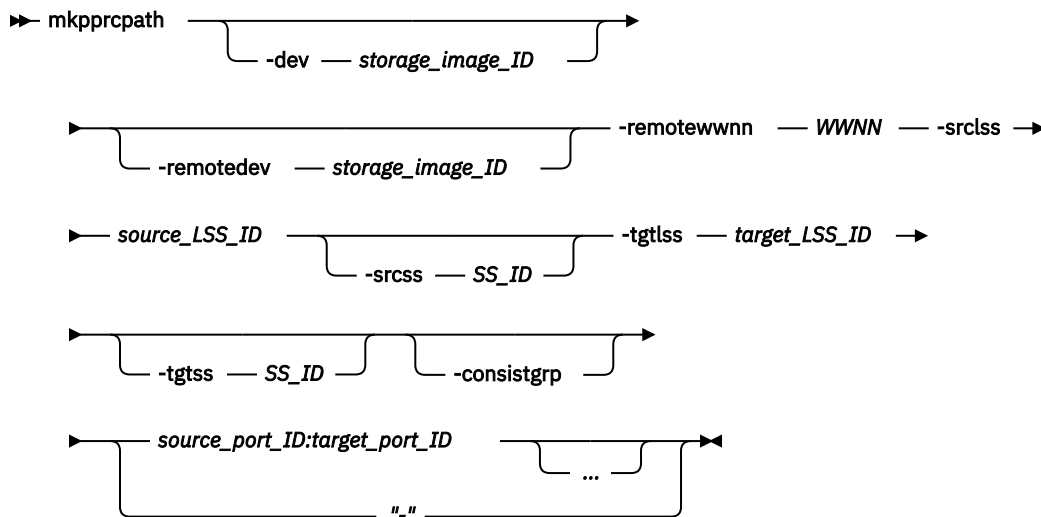 mkpprcpath
-dev storage_image_ID
-remotewwnn WWNN -srclss
-remotedev storage_image_ID
source_LSS_ID -tgtlss target_LSS_ID
-srcss SS_ID
-tgtss SS_ID -consistgrp
source_port_ID:target_port_ID
...
"-"